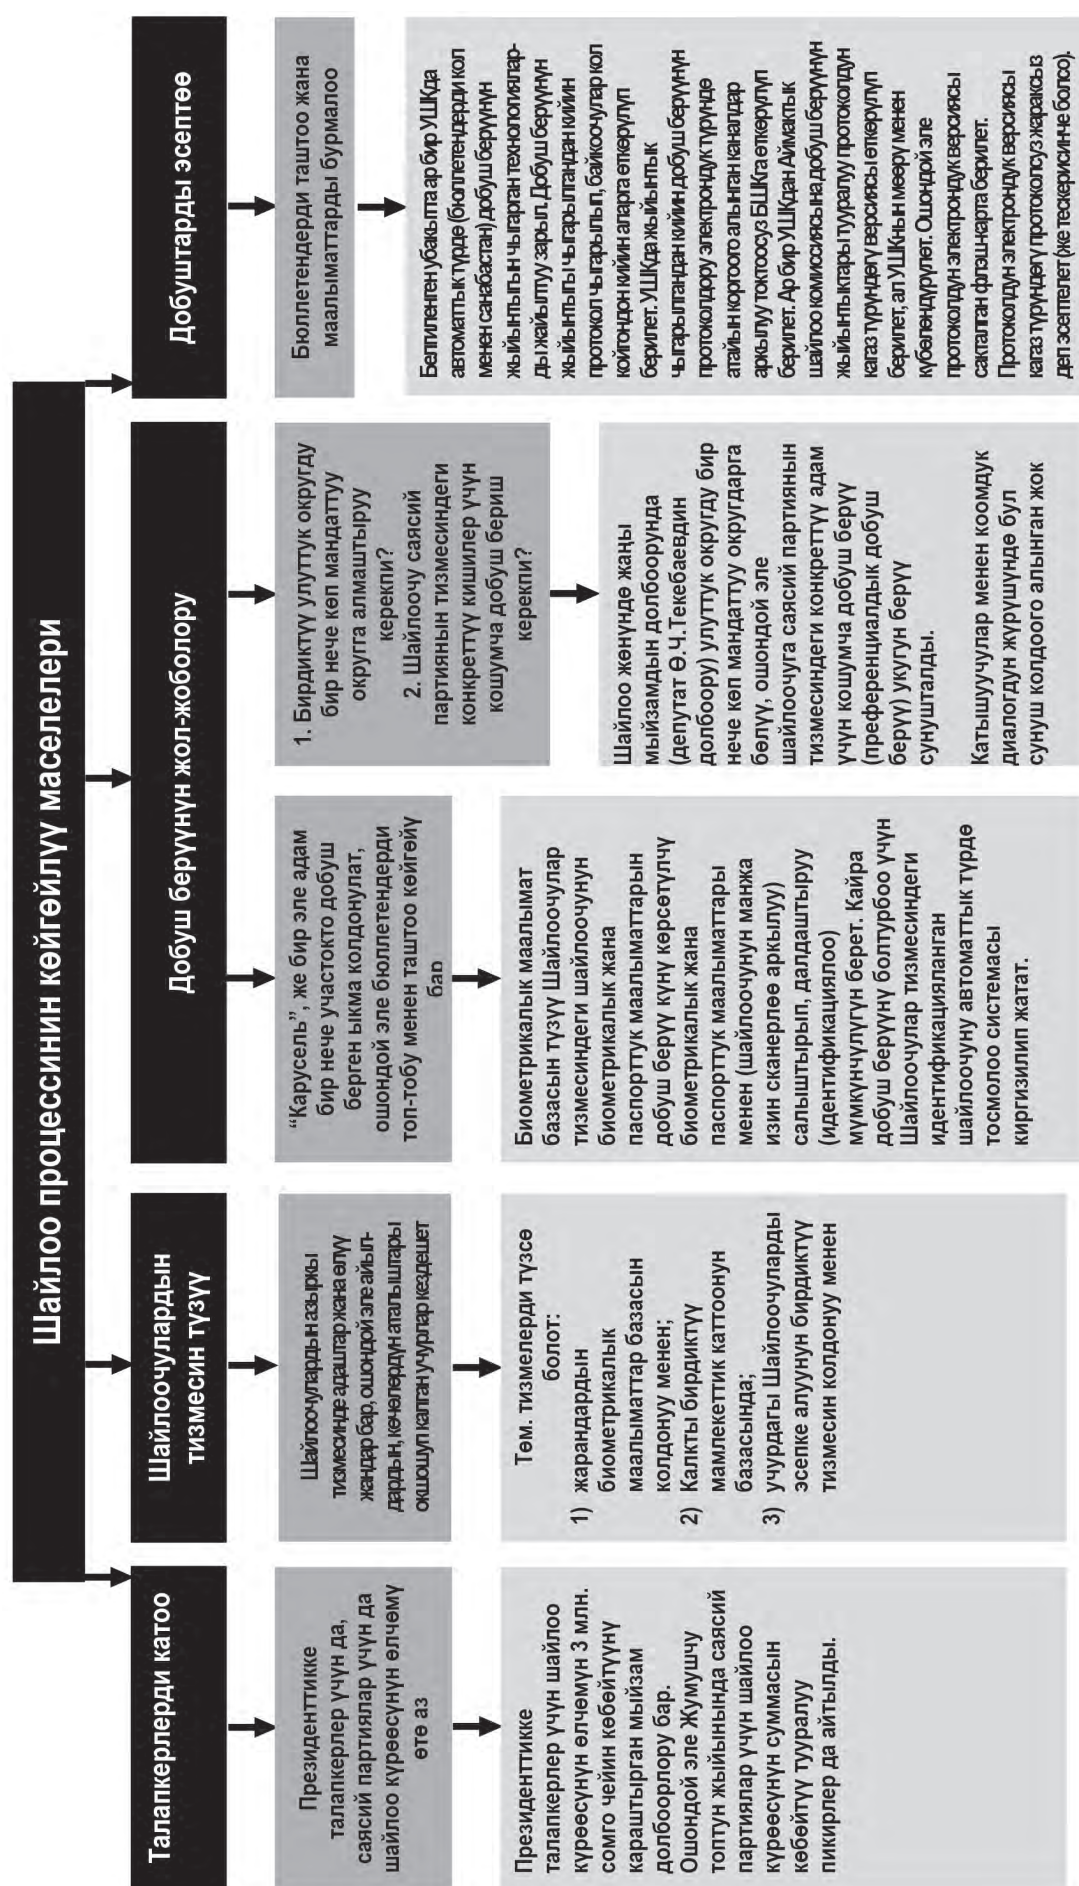 Шайлоо процессинин көйгөйлүү маселери
Талапкерлерди катоо
Президенттикке
талапкерлер үчүн да,
саясий партиялар үчүн да
шайлоо күрөөсүнүн өлчөмү
өтө аз
Президенттикке
талапкерлер үчүн шайлоо
күрөөсүнүн өлчөмүн 3 млн.
сомго чейин көбөйтүүнү
караштырган мыйзам
долбоорлору бар.
Ошондой эле Жумушчу
топтун жыйынында саясий
партиялар үчүн шайлоо
күрөөсүнүн суммасын
көбөйтүү тууралуу
пикирлер да айтылды.
Шайлоочулардын
тизмесин түзүү
Шайлоочулардын азыркы
тизмесинде адаштар жана өлүү
жандар бар, ошондой эле айыл-
дардын, көчөлөрдүн аталыштары
окшошуп калган учурлар кездешет
Төм. тизмелерди түзсө
болот:
1) жарандардын
биометрикалык
маалыматтар базасын
колдонуу менен;
2) Калкты бирдиктүү
мамлекеттик каттоонун
базасында;
3) учурдагы Шайлоочуларды
эсепке алуунун бирдиктүү
тизмесин колдонуу менен
Добуш берүүнүн жол-жоболору
“Карусель”, же бир эле адам
бир нече участокто добуш
берген ыкма колдонулат,
ошондой эле бюллетендерди
топ-тобу менен таштоо көйгөйү
бар
Биометрикалык маалымат
базасын түзүү Шайлоочулар
тизмесиндеги шайлоочунун
биометрикалык жана
паспорттук маалыматтарын
добуш берүү күнү көрсөтүлчү
биометрикалык жана
паспорттук маалыматтары
менен (шайлоочунун манжа
изин сканерлөө аркылуу)
салыштырып, далдаштыруу
(идентификациялоо)
мүмкүнчүлүгүн берет. Кайра
добуш берүүнү болтурбоо үчүн
Шайлоочулар тизмесиндеги
идентификацияланган
шайлоочуну автоматтык түрдө
тосмолоо системасы
киргизилип жатат.
1. Бирдиктүү улуттук округду
бир нече көп мандаттуу
округга алмаштыруу
керекпи?
2. Шайлоочу саясий
партиянын тизмесиндеги
конкреттүү кишилер үчүн
кошумча добуш бериш
керекпи?
Шайлоо жөнүндө жаңы
мыйзамдын долбоорунда
(депутат Ө.Ч.Текебаевдин
долбоору) улуттук округду бир
нече көп мандаттуу округдарга
бөлүү, ошондой эле
шайлоочуга саясий партиянын
тизмесиндеги конкреттүү адам
үчүн кошумча добуш берүү
(преференциалдык добуш
берүү) укугун берүү
сунушталды.
Катышуучулар менен коомдук
диалогдун жүрүшүндө бул
сунуш колдоого алынган жок
Добуштарды эсептөө
Бюллетендерди таштоо жана
маалыматтарды бурмалоо
Белгиленген убакытта ар бир УШКда
автоматтык түрдө (бюллетендерди кол
менен санабастан) добуш берүүнүн
жыйынтыгын чыгарган технологиялар-
ды жайылтуу зарыл. Добуш берүүнүн
жыйынтыгы чыгарылгандан кийин
протокол чыгарылып, байкоочулар кол
койгондон кийин аларга өткөрүлүп
берилет. УШКда жыйынтык
чыгарылгандан кийин добуш берүүнүн
протоколдору электрондук түрүндө
атайын коргоого алынган каналдар
аркылуу токтоосуз БШКга өткөрүлүп
берилет. Ар бир УШКдан Аймактык
шайлоо комиссиясына добуш берүүнүн
жыйынтыктары тууралуу протоколдун
кагаз түрүндөгү версиясы өткөрүлүп
берилет, ал УШКнын мөөрү менен
күбөлөндүрүлөт. Ошондой эле
протоколдун электрондук версиясы
сакталган флэш-карта берилет.
Протоколдун электрондук версиясы
кагаз түрүндөгү протоколсуз жараксыз
деп эсептелет (же тескерисинче болсо).